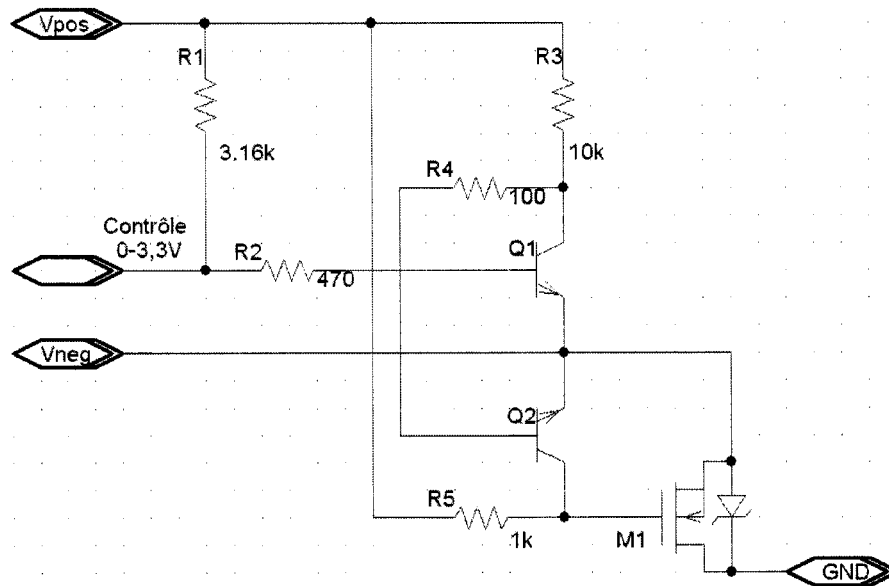 Vpos
R1
3.16k
R3
10k
R4
100
Contrôle
0-3,3V
R2
470
Q1
Vneg
Q2
R5
1k
M1
GND